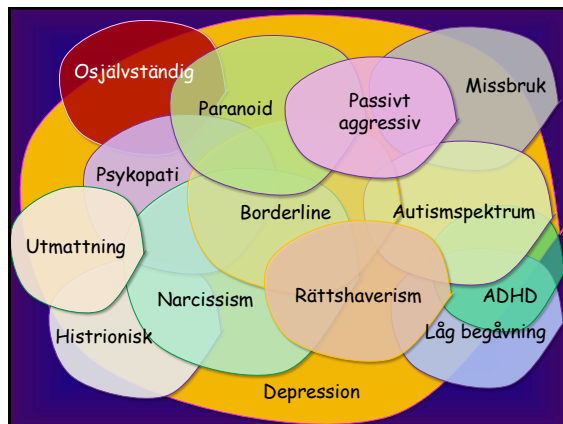 Osjälvständig
Paranoid
Passivt
aggressiv
Missbruk
Psykopati
Borderline
Autismspektrum
Utmattning
Narcissism
Rättshaverism
ADHD
Histrionisk
Låg begåvning
Depression